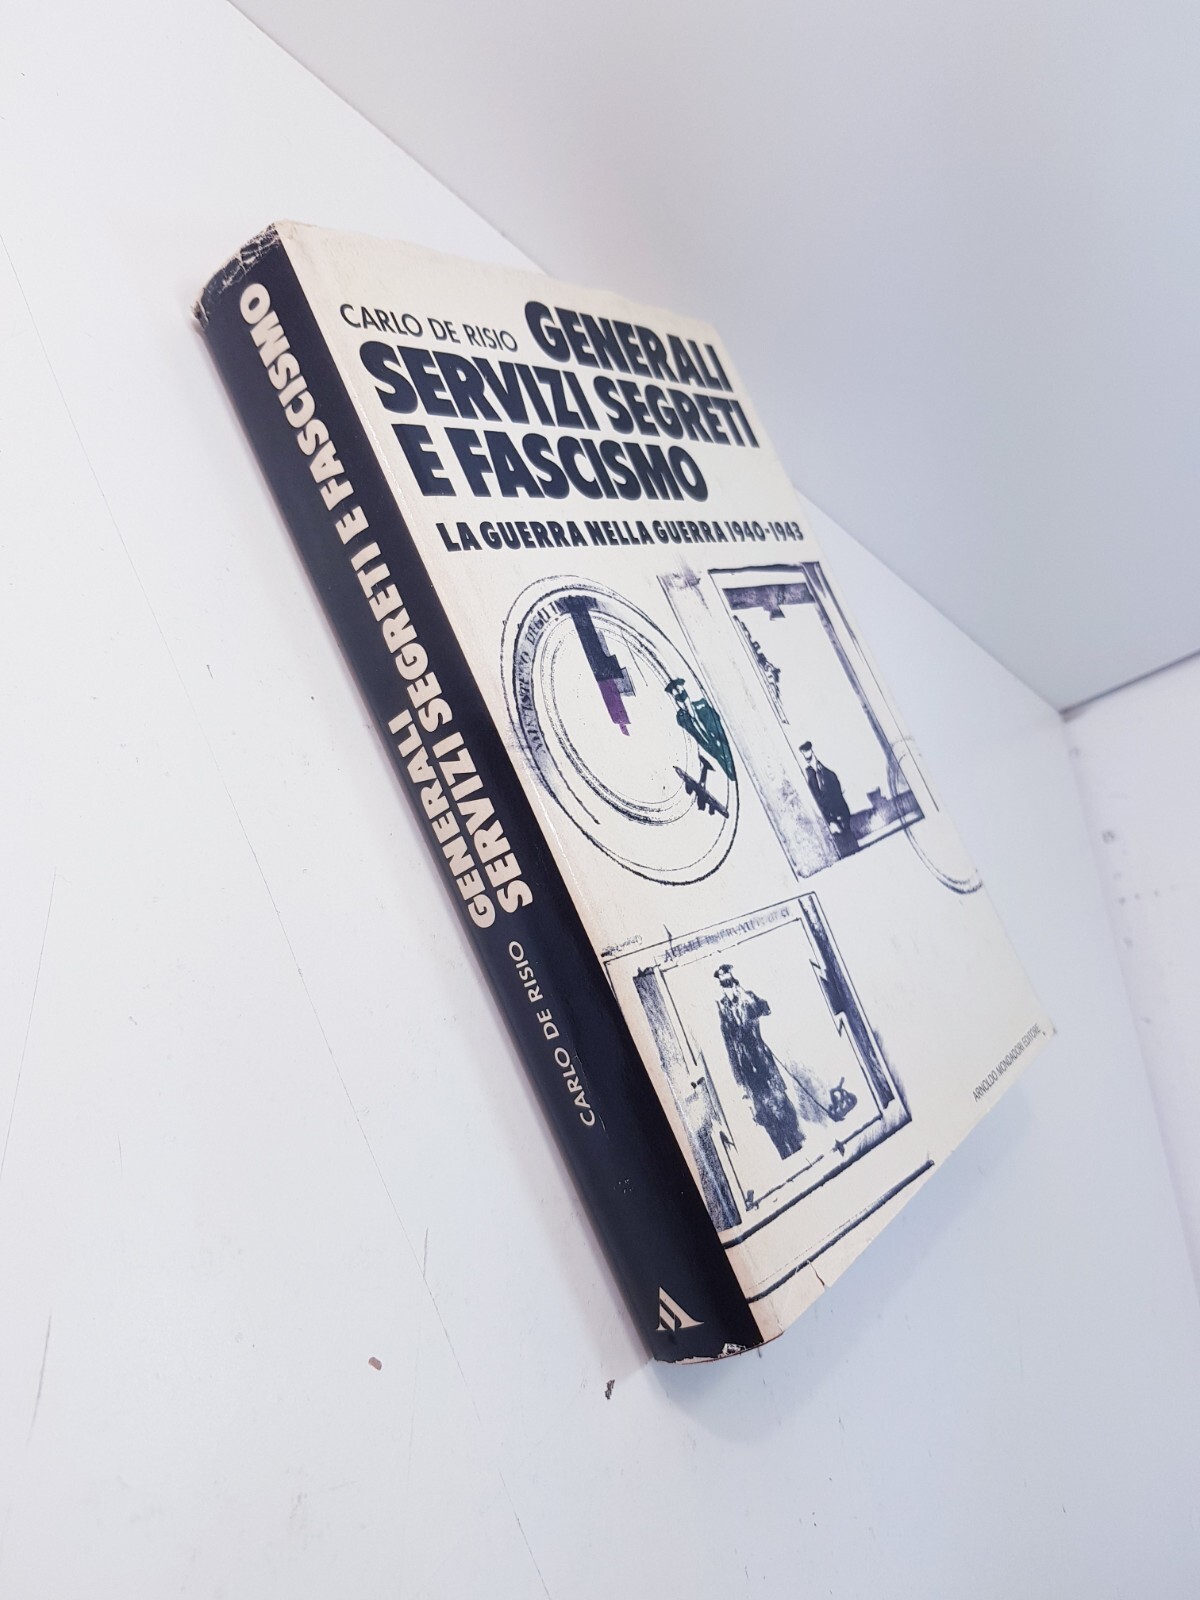 CARLO DE RISIO
GENERALI
SERVIZI SEGRETI
E FASCISMO
LA GUERRA NELLA GUERRA 1940-1943
ARNOLDO MONDADORI EDITORE
GENERALI
SERVIZI SEGRETI E FASCISMO
CARLO DE RISIO